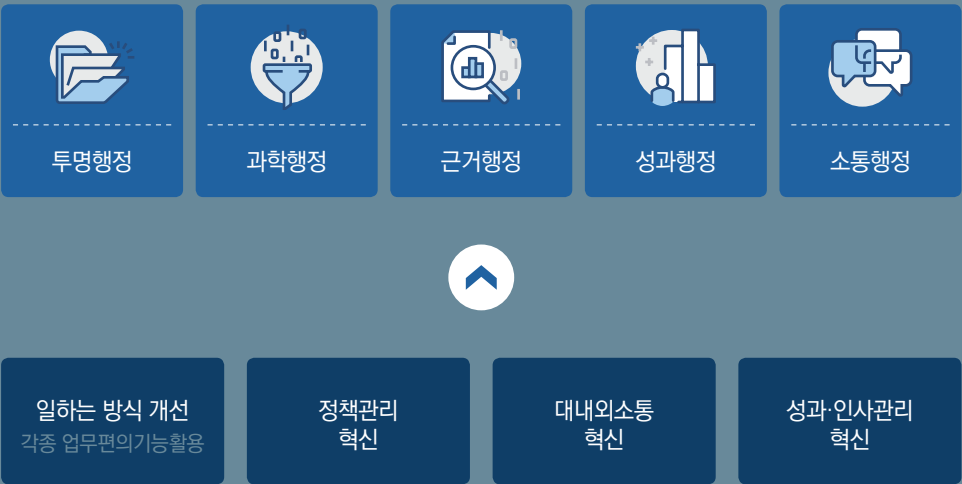 투명행정
과학행정
근거행정
성과행정
소통행정
일하는 방식 개선
각종 업무편의기능활용
정책관리
혁신
대내외소통
혁신
성과·인사관리
혁신